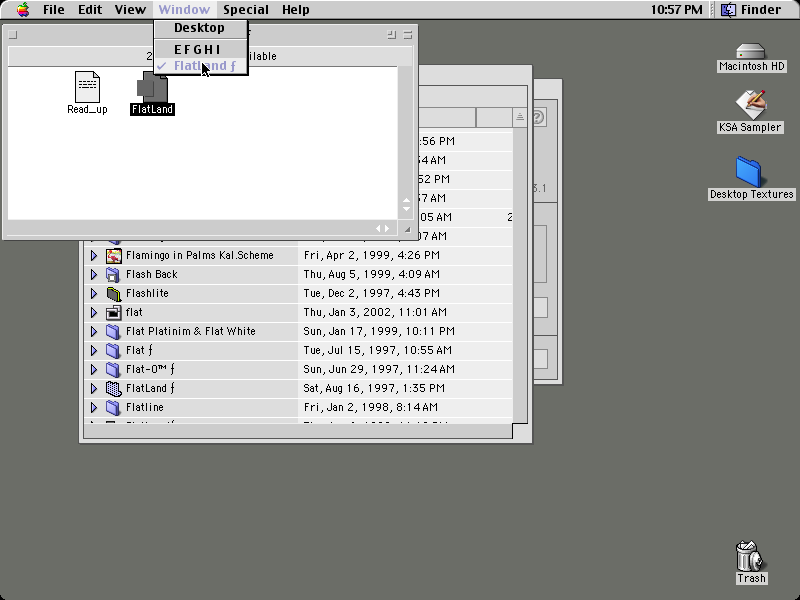 File Edit View Window Special Help 10:57 PM Finder
Desktop
E F G H I
✓ FlatLand ƒ
2
ilable
Read_up
FlatLand
Macintosh HD
KSA Sampler
Desktop Textures
:56 PM
54 AM
52 PM
37 AM
05 AM 2
07 AM
3.1
Flamingo in Palms Kal.Scheme Fri, Apr 2, 1999, 4:26 PM
Flash Back Thu, Aug 5, 1999, 4:09 AM
Flashlite Tue, Dec 2, 1997, 4:43 PM
flat Thu, Jan 3, 2002, 11:01 AM
Flat Platinim & Flat White Sun, Jan 17, 1999, 10:11 PM
Flat ƒ Tue, Jul 15, 1997, 10:55 AM
Flat-0™ ƒ Sun, Jun 29, 1997, 11:24 AM
FlatLand ƒ Sat, Aug 16, 1997, 1:35 PM
Flatline Fri, Jan 2, 1998, 8:14 AM
Trash